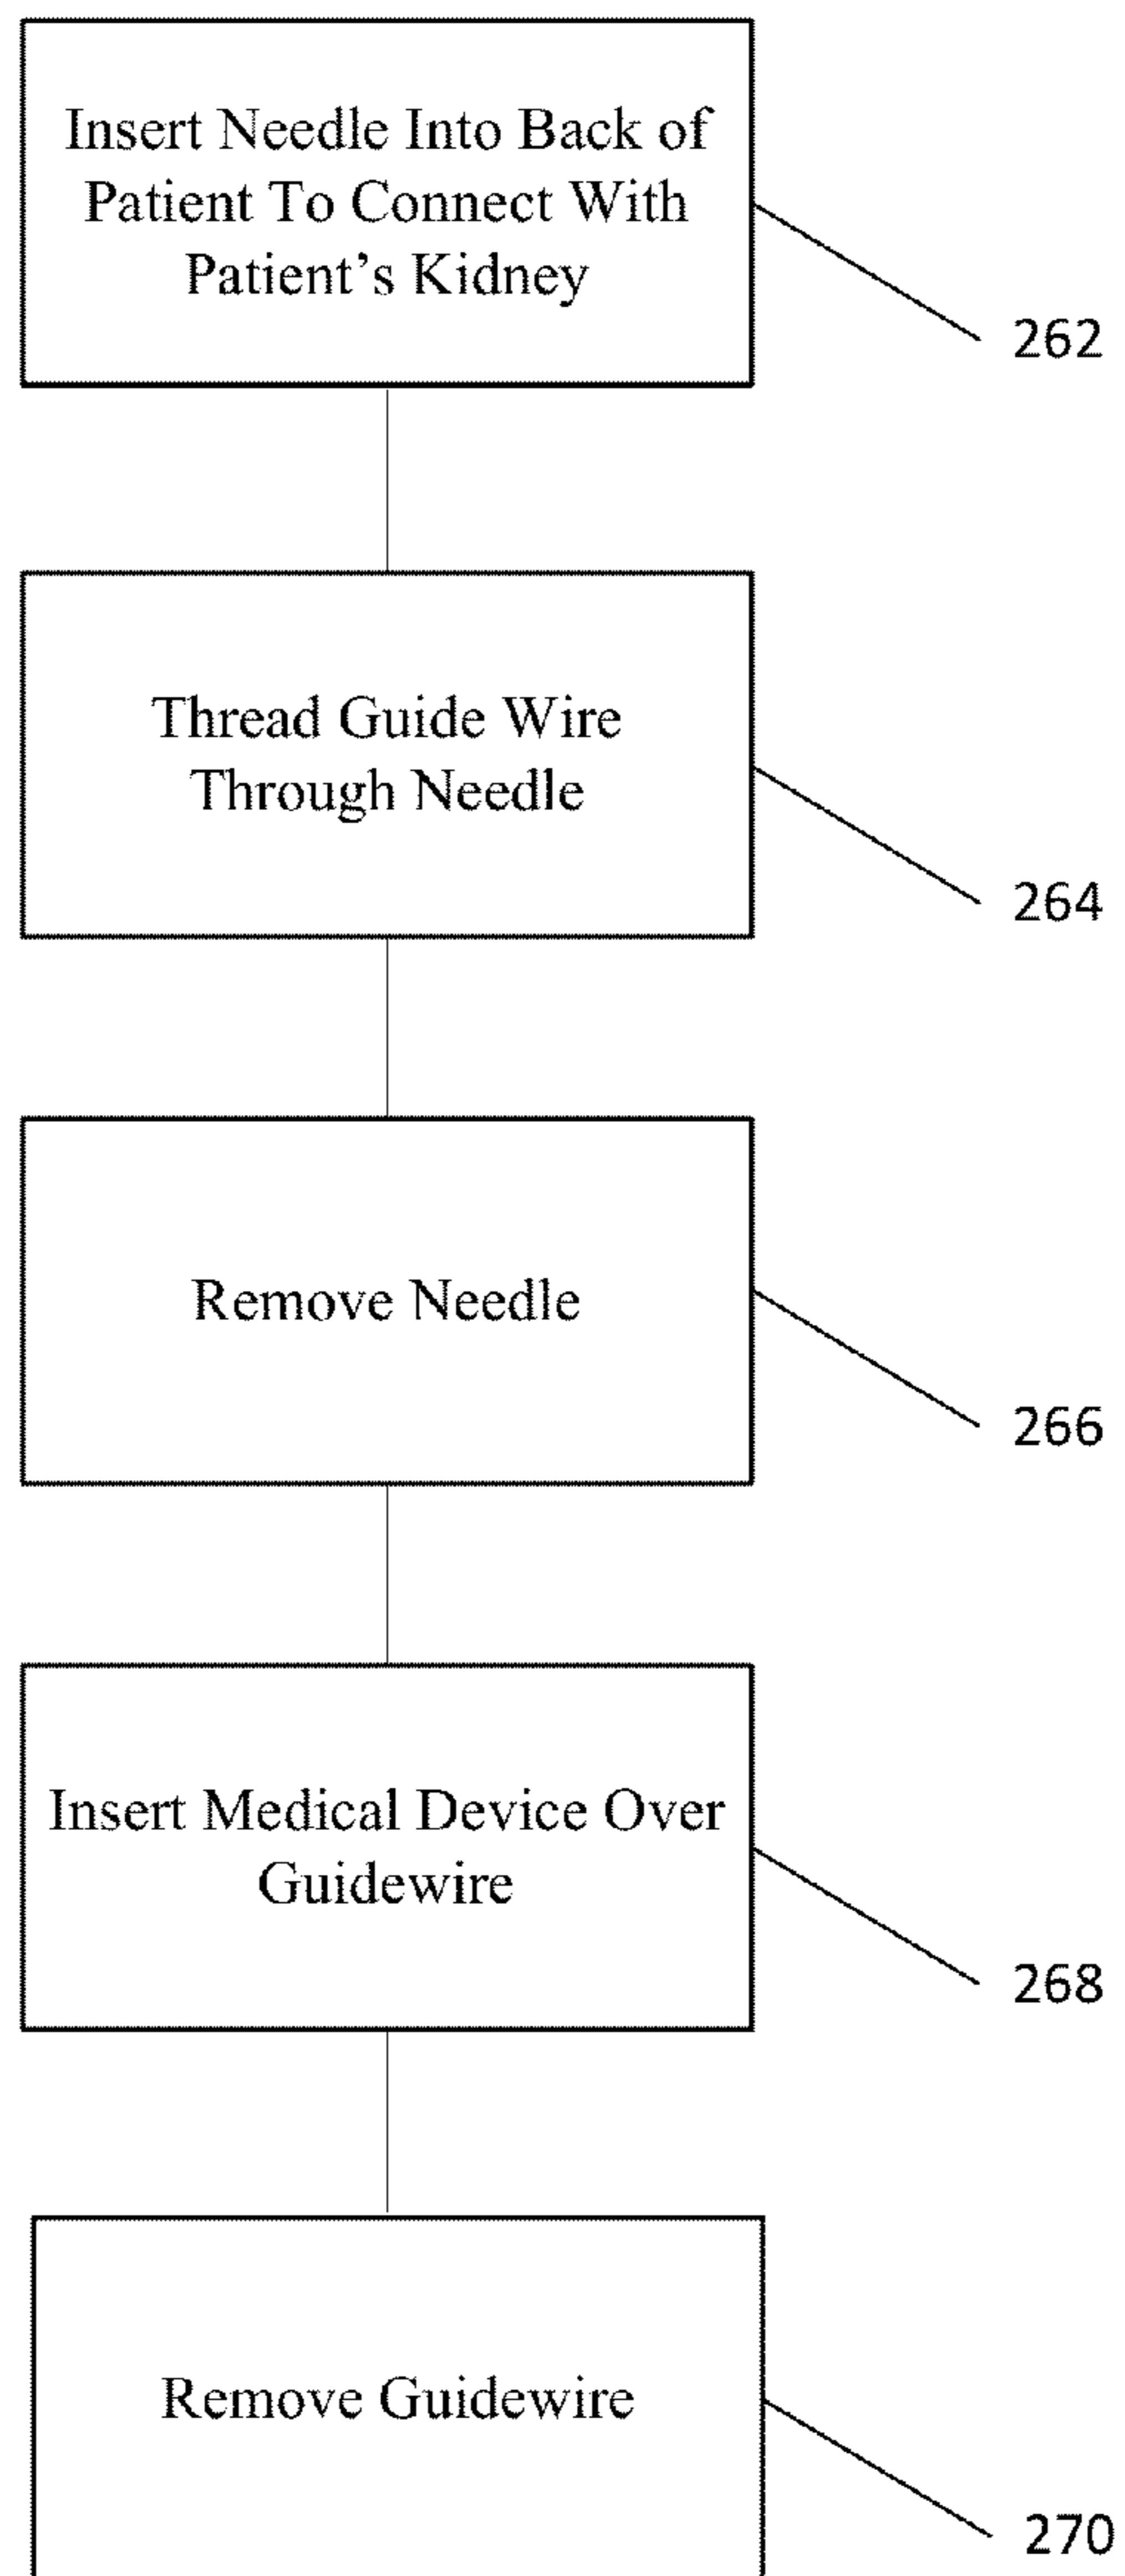 Insert Needle Into Back of
Patient To Connect With
Patient's Kidney
262
Thread Guide Wire
Through Needle
264
Remove Needle
266
Insert Medical Device Over
Guidewire
268
Remove Guidewire
270